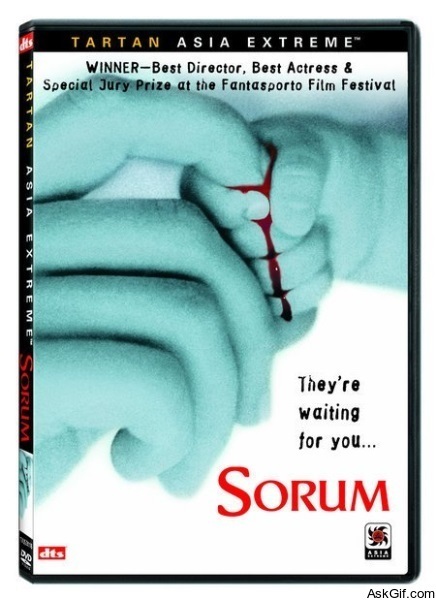 dts
TARTAN ASIA EXTREME™
WINNER—Best Director, Best Actress &
Special Jury Prize at the Fantasporto Film Festival
TARTAN ASIA EXTREME™
SORUM
They're
waiting
for you...
SORUM
ASIA
EXTREME
dts
DVD
AskGif.com